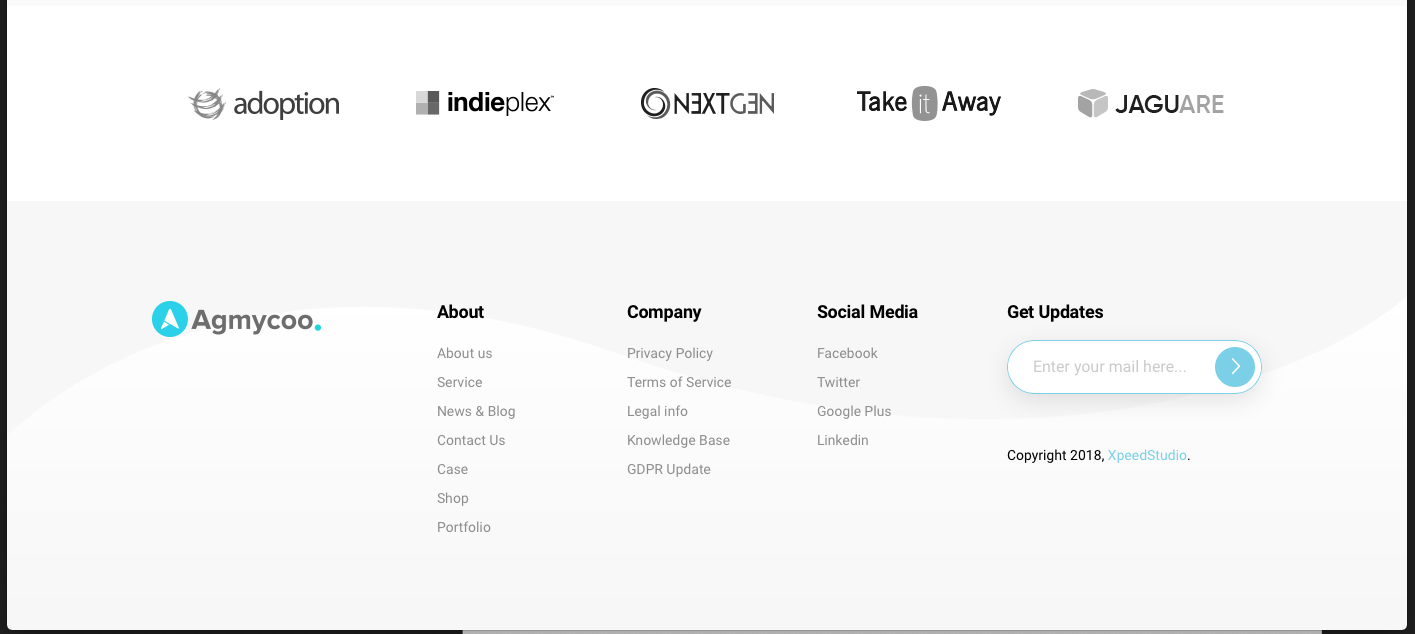 adoption
indieplex™
NEXTGEN
Take it Away
JAGUARE
Agmycoo.
About
About us
Service
News & Blog
Contact Us
Case
Shop
Portfolio
Company
Privacy Policy
Terms of Service
Legal info
Knowledge Base
GDPR Update
Social Media
Facebook
Twitter
Google Plus
Linkedin
Get Updates
Enter your mail here...
Copyright 2018, XpeedStudio.